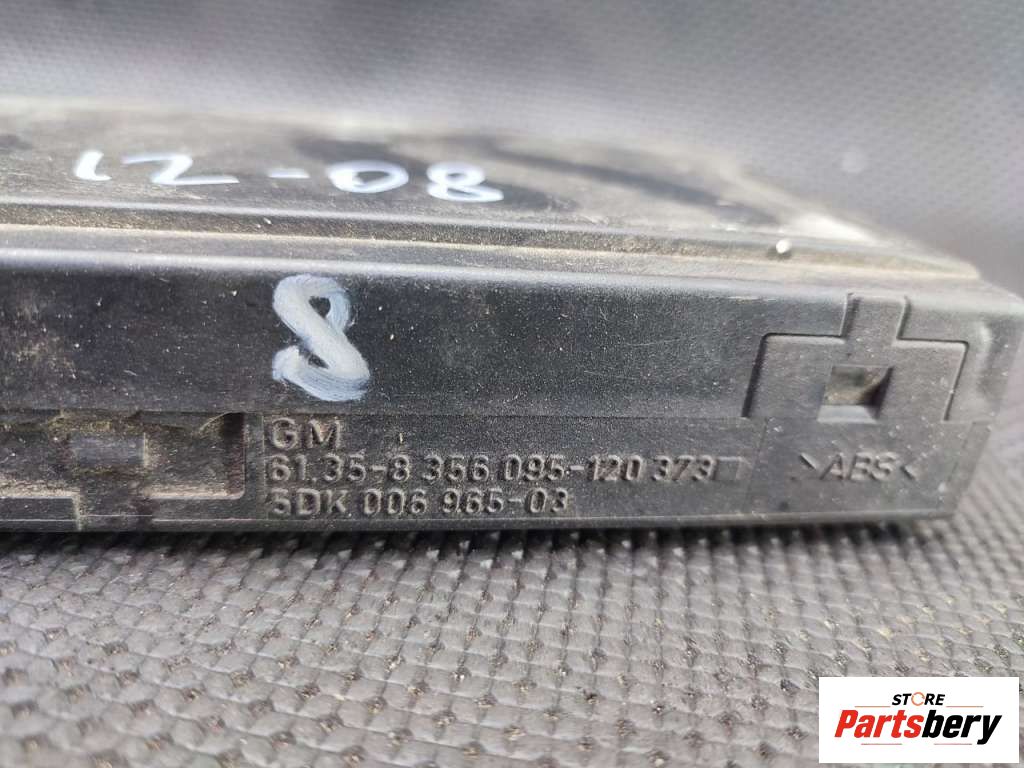 12-08
8
GM
61.35-8 356 095-120 373
5DK 006 965-03
>ABS<
STORE
Partsbery